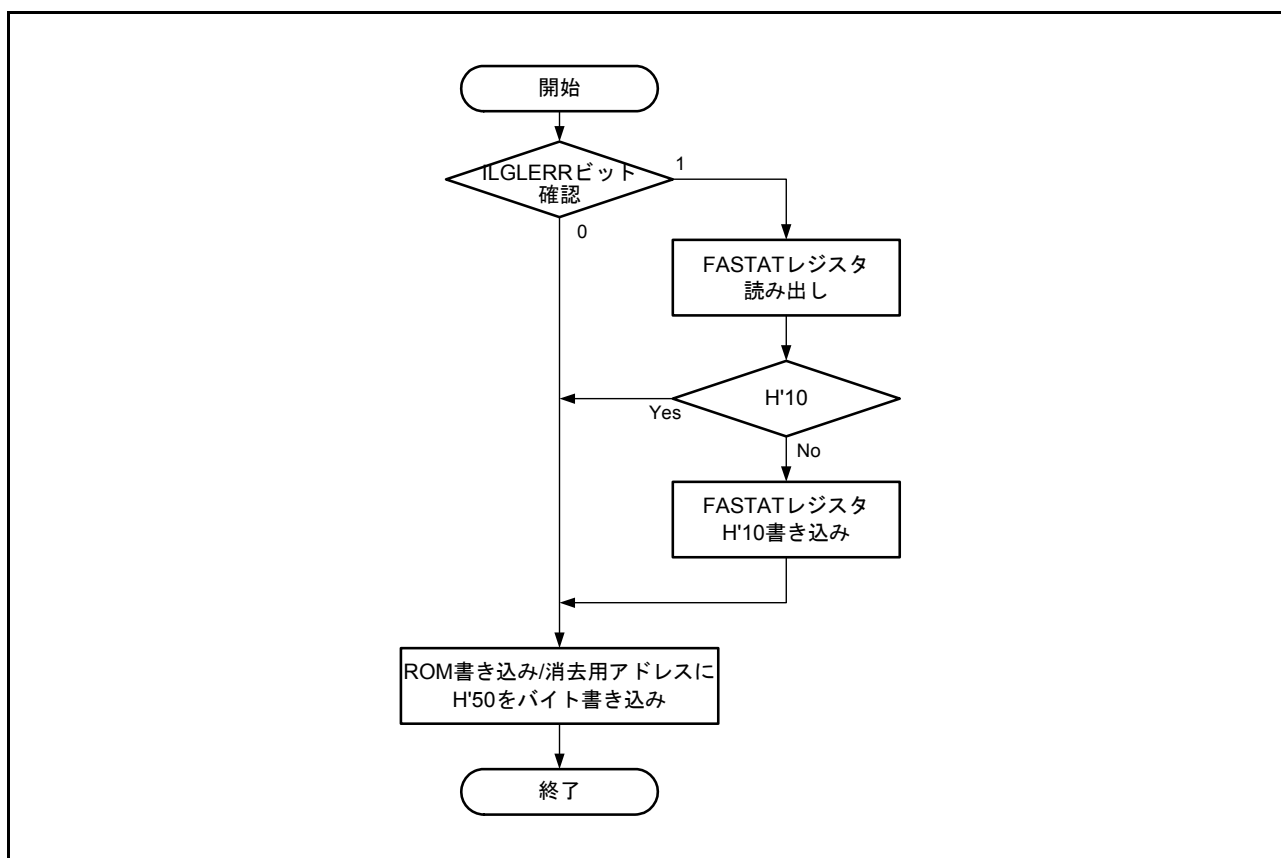 開始
ILGLERRビット
確認
1
0
FASTATレジスタ
読み出し
H'10
Yes
No
FASTATレジスタ
H'10書き込み
ROM書き込み/消去用アドレスに
H'50をバイト書き込み
終了